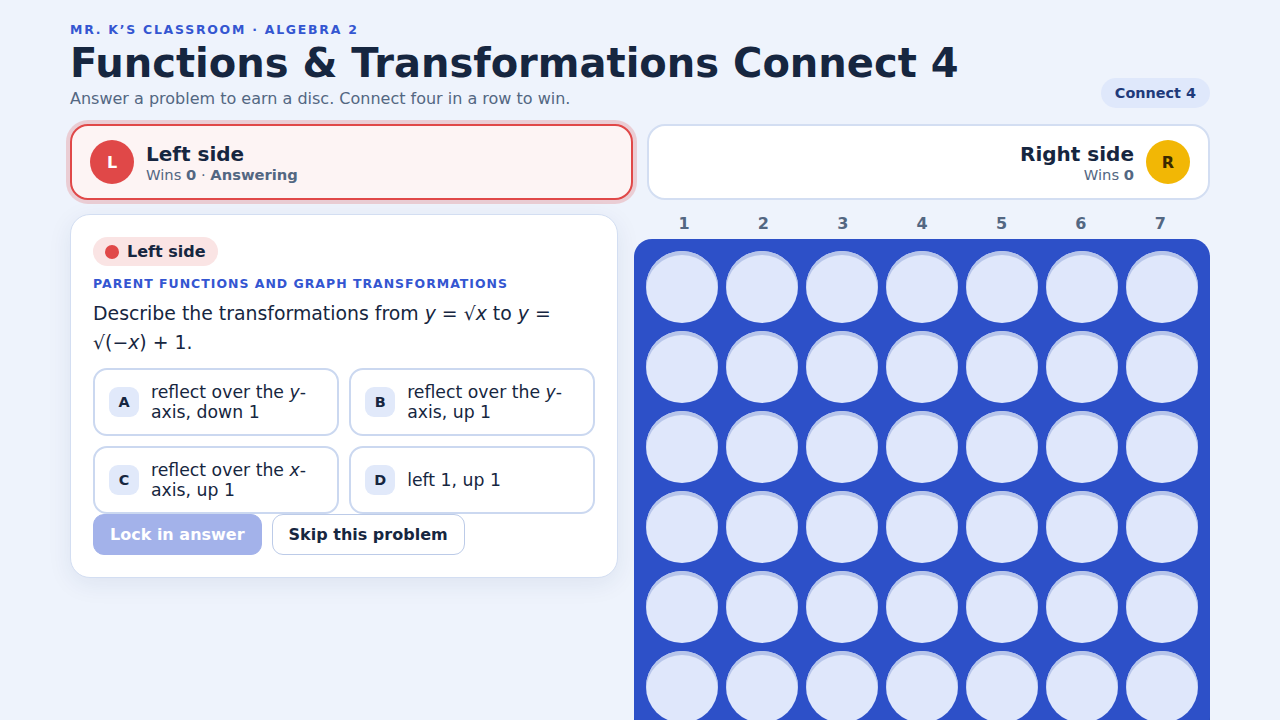 MR. K’S CLASSROOM · ALGEBRA 2
Functions & Transformations Connect 4
Answer a problem to earn a disc. Connect four in a row to win.
Connect 4
L
Left side
Wins 0 · Answering
Right side
Wins 0
R
Left side
PARENT FUNCTIONS AND GRAPH TRANSFORMATIONS
Describe the transformations from y = √x to y =
√(−x) + 1.
A
reflect over the y-
axis, down 1
B
reflect over the y-
axis, up 1
C
reflect over the x-
axis, up 1
D
left 1, up 1
Lock in answer
Skip this problem
1 2 3 4 5 6 7